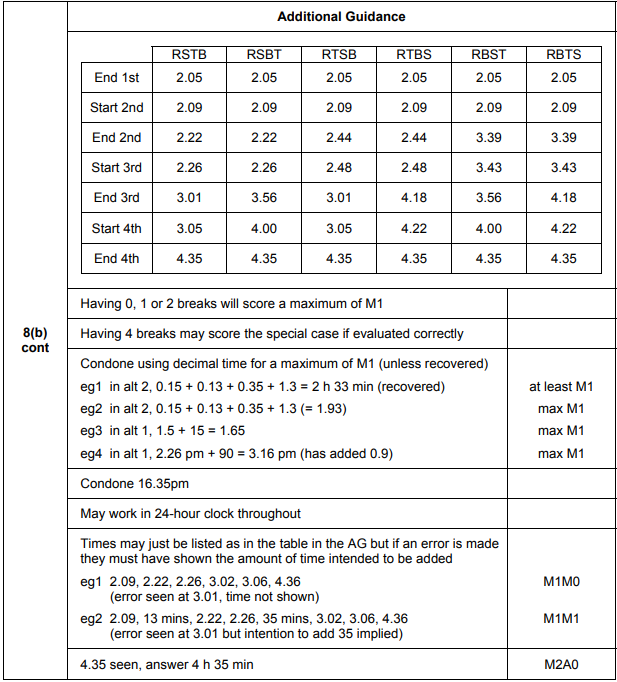 Additional Guidance
RSTB RSBT RTSB RTBS RBST RBTS
End 1st 2.05 2.05 2.05 2.05 2.05 2.05
Start 2nd 2.09 2.09 2.09 2.09 2.09 2.09
End 2nd 2.22 2.22 2.44 2.44 3.39 3.39
Start 3rd 2.26 2.26 2.48 2.48 3.43 3.43
End 3rd 3.01 3.56 3.01 4.18 3.56 4.18
Start 4th 3.05 4.00 3.05 4.22 4.00 4.22
End 4th 4.35 4.35 4.35 4.35 4.35 4.35
8(b)
cont
Having 0, 1 or 2 breaks will score a maximum of M1
Having 4 breaks may score the special case if evaluated correctly
Condone using decimal time for a maximum of M1 (unless recovered)
eg1 in alt 2, 0.15 + 0.13 + 0.35 + 1.3 = 2 h 33 min (recovered) at least M1
eg2 in alt 2, 0.15 + 0.13 + 0.35 + 1.3 (= 1.93) max M1
eg3 in alt 1, 1.5 + 15 = 1.65 max M1
eg4 in alt 1, 2.26 pm + 90 = 3.16 pm (has added 0.9) max M1
Condone 16.35pm
May work in 24-hour clock throughout
Times may just be listed as in the table in the AG but if an error is made
they must have shown the amount of time intended to be added
eg1 2.09, 2.22, 2.26, 3.02, 3.06, 4.36 M1M0
(error seen at 3.01, time not shown)
eg2 2.09, 13 mins, 2.22, 2.26, 35 mins, 3.02, 3.06, 4.36 M1M1
(error seen at 3.01 but intention to add 35 implied)
4.35 seen, answer 4 h 35 min M2A0